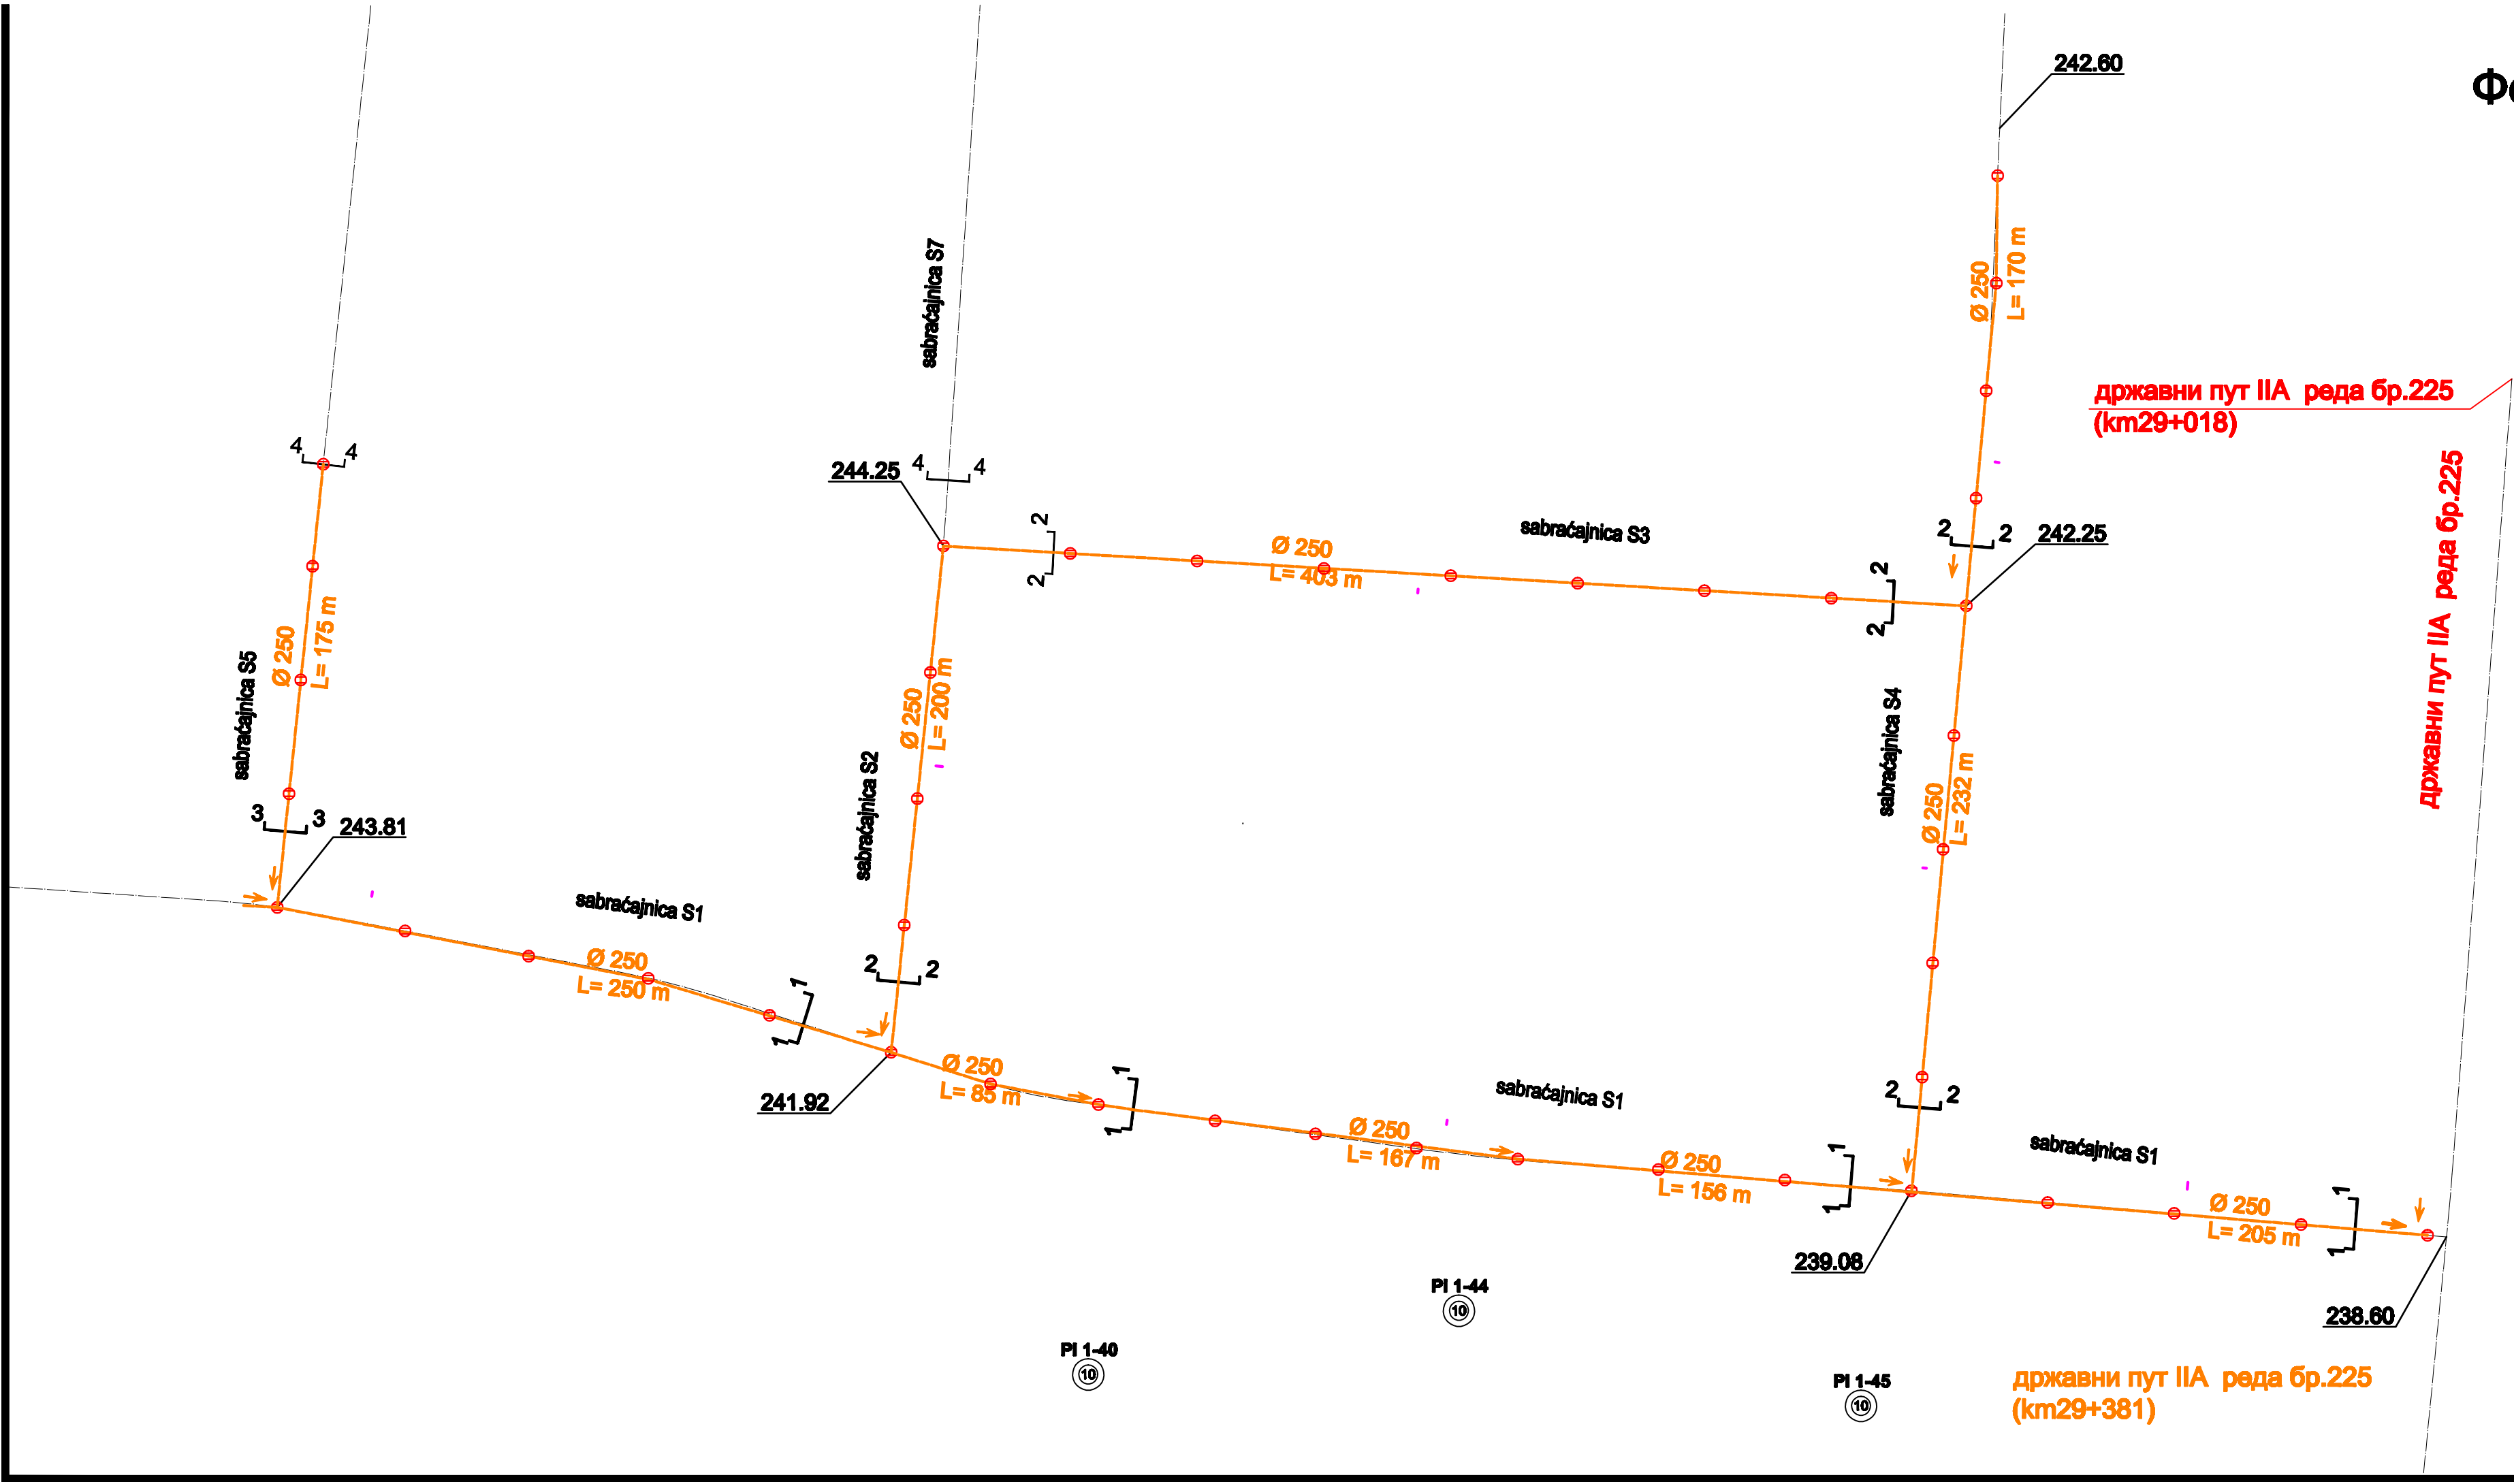 242.60
Ø 250
L= 170 m
државни пут IIA реда бр.225
(km29+018)
државни пут IIA реда бр.225
sabraćajnica S7
4
4
244.25
4
4
2
2
sabraćajnica S3
Ø 250
L= 403 m
2
2
2
2
242.25
sabraćajnica S5
Ø 250
L= 175 m
3
3
243.81
sabraćajnica S2
Ø 250
L= 200 m
sabraćajnica S4
Ø 250
L= 232 m
sabraćajnica S1
Ø 250
L= 250 m
1
1
2
2
241.92
Ø 250
L= 85 m
1
1
sabraćajnica S1
Ø 250
L= 167 m
Ø 250
L= 156 m
1
1
2
2
239.08
sabraćajnica S1
Ø 250
L= 205 m
1
1
238.60
PI 1-44
10
PI 1-40
10
PI 1-45
10
државни пут IIA реда бр.225
(km29+381)